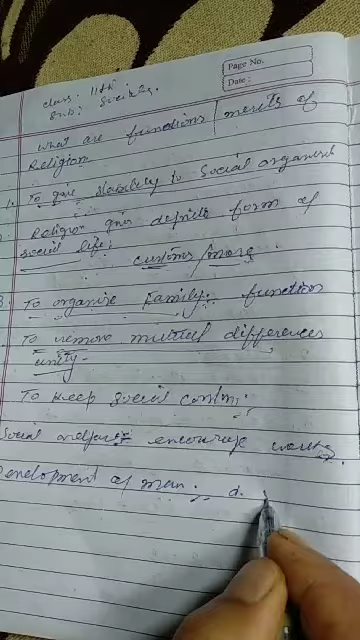 Page No.
Date :
class: 11th.
Sub: Sociology.
What are functions / merits of
Religion
1. To give stability to Social organis
Religion give definite form of
social life:
customs/mores
3 To organise Family: function
To remove mutual differences
unity-
To keep social control.
Social welfare encourage works
Development of man:
d.